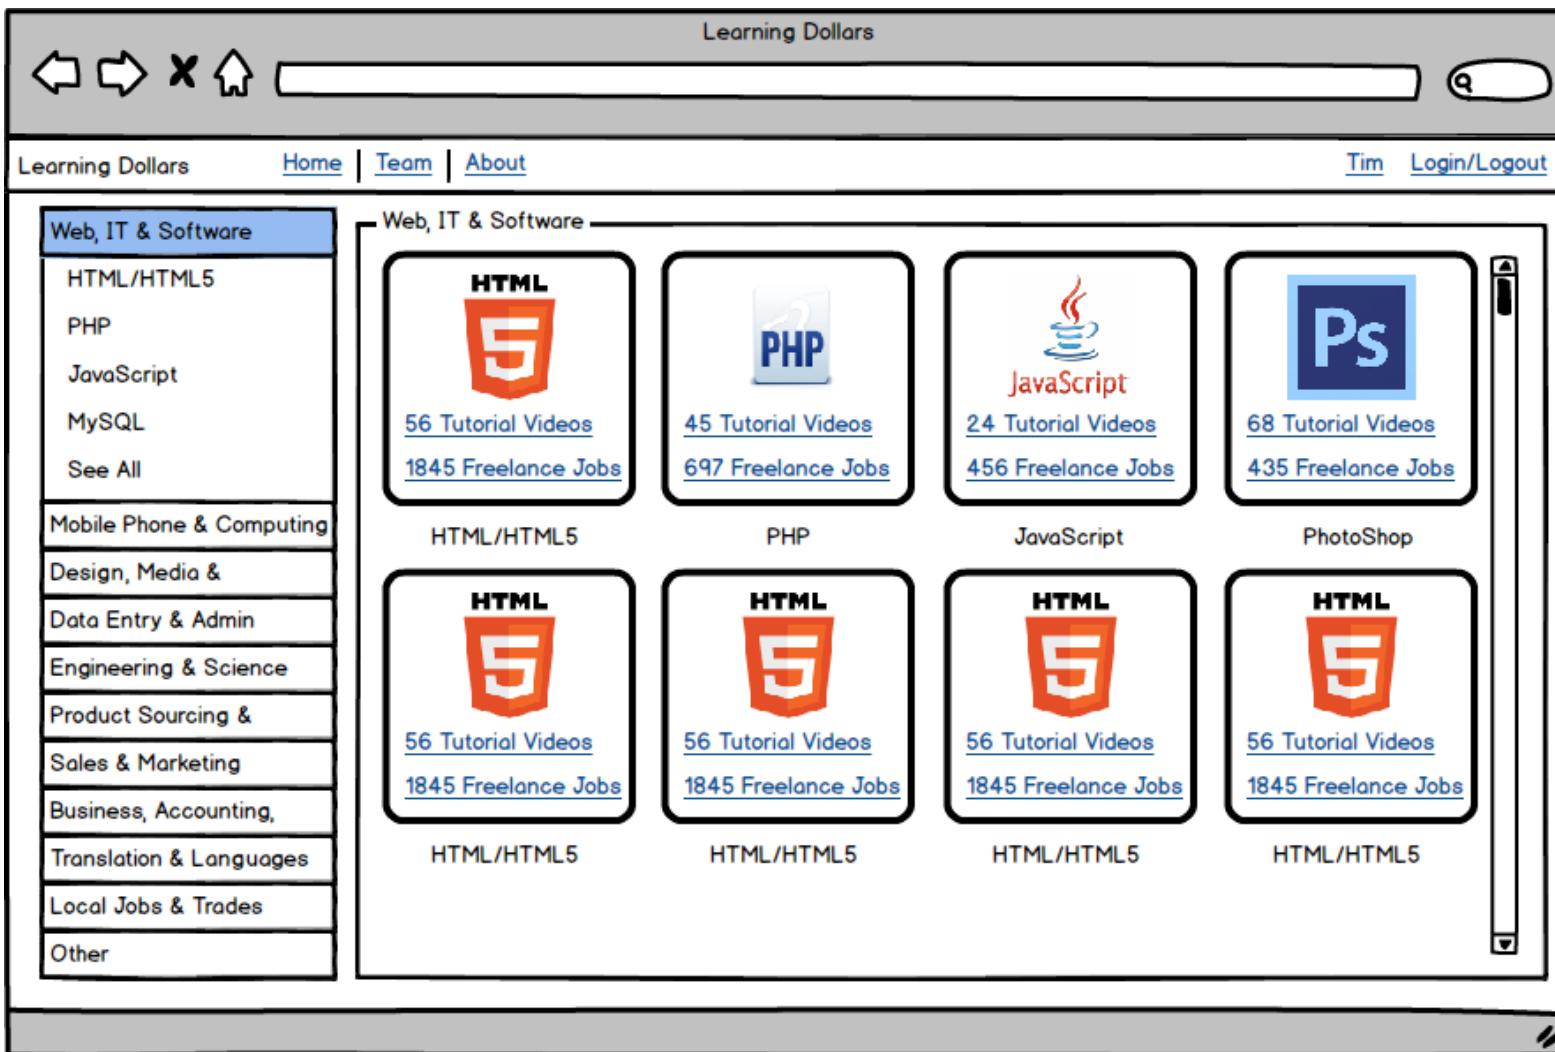 Learning Dollars
Learning Dollars Home Team About Tim Login/Logout
Web, IT & Software
HTML/HTML5
PHP
JavaScript
MySQL
See All
Mobile Phone & Computing
Design, Media &
Data Entry & Admin
Engineering & Science
Product Sourcing &
Sales & Marketing
Business, Accounting,
Translation & Languages
Local Jobs & Trades
Other
Web, IT & Software
HTML
5
56 Tutorial Videos
1845 Freelance Jobs
HTML/HTML5
PHP
45 Tutorial Videos
697 Freelance Jobs
PHP
JavaScript
24 Tutorial Videos
456 Freelance Jobs
JavaScript
Ps
68 Tutorial Videos
435 Freelance Jobs
PhotoShop
HTML
5
56 Tutorial Videos
1845 Freelance Jobs
HTML/HTML5
HTML
5
56 Tutorial Videos
1845 Freelance Jobs
HTML/HTML5
HTML
5
56 Tutorial Videos
1845 Freelance Jobs
HTML/HTML5
HTML
5
56 Tutorial Videos
1845 Freelance Jobs
HTML/HTML5